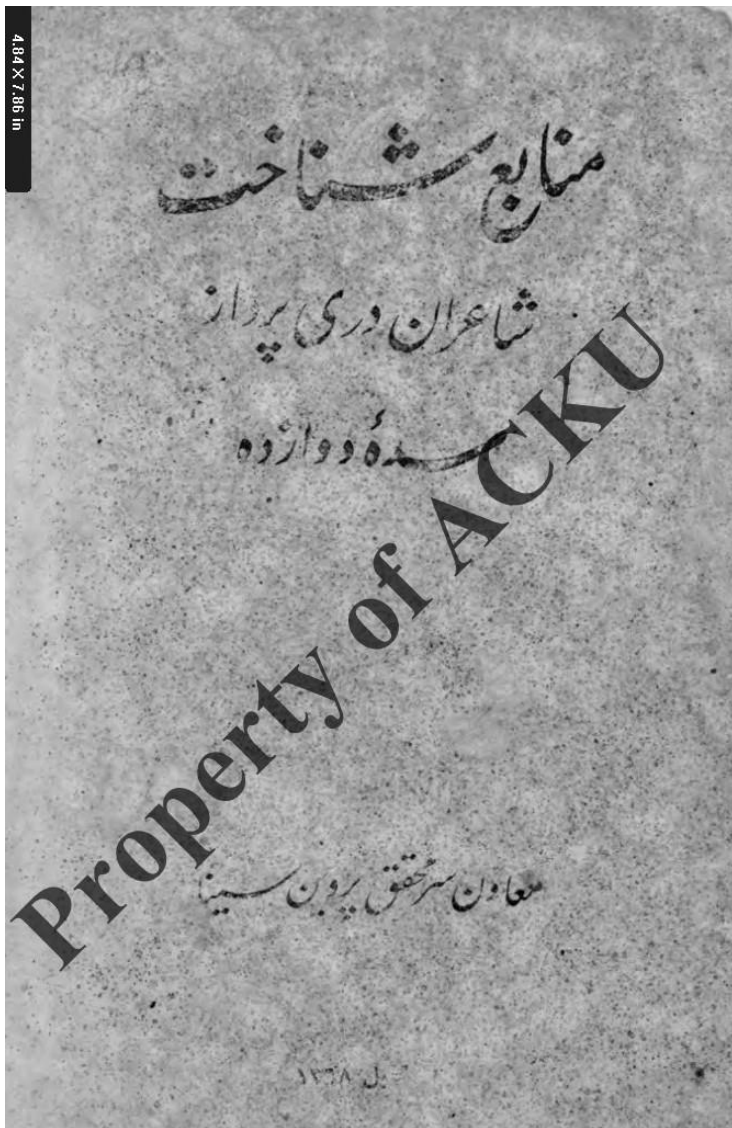 4.84 X 7.86 in
منابع شناخت
شاعران دری پرداز
سدهٔ دوازده
Property of ACKU
معاون سرمحقق پروین سینا
۱۳۶۸